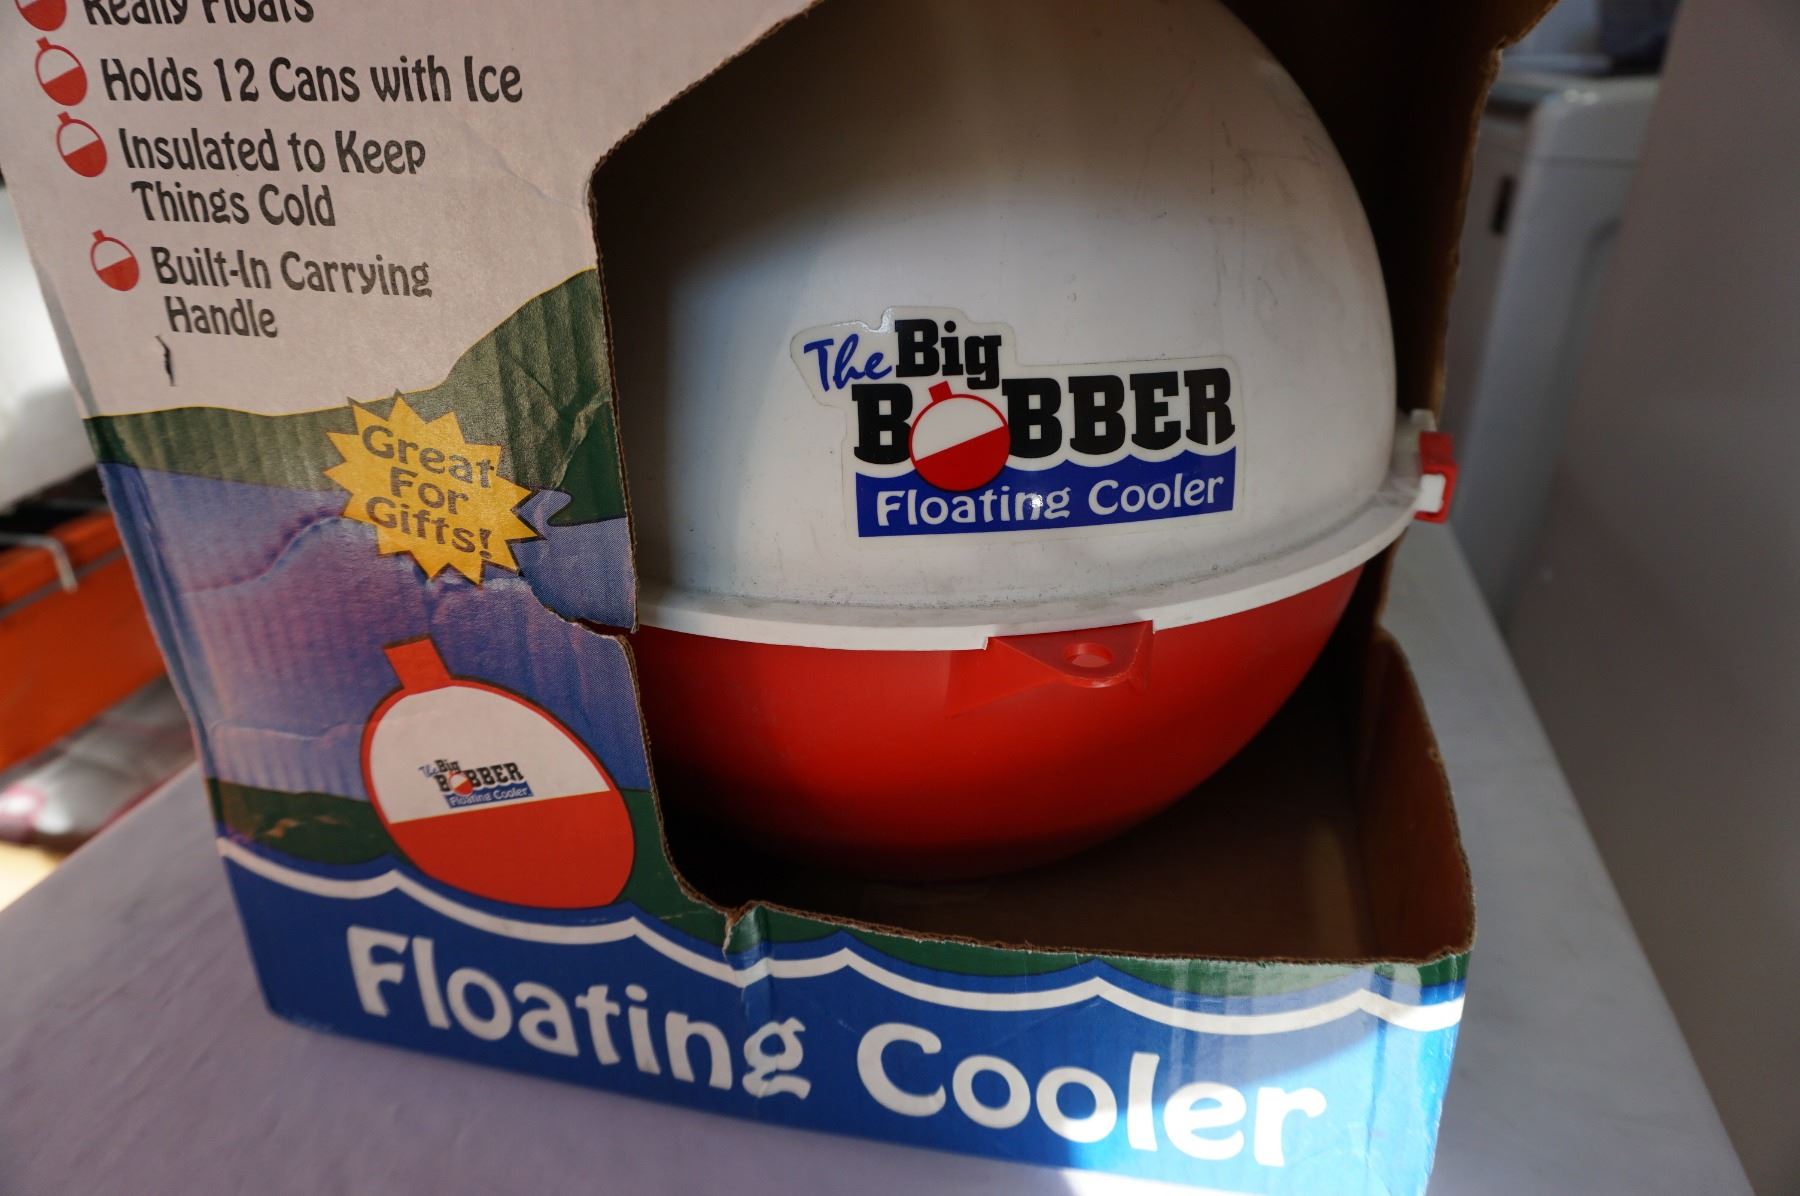 Really Floats
Holds 12 Cans with Ice
Insulated to Keep
Things Cold
Built-In Carrying
Handle
Great
For
Gifts!
The Big
BOBBER
Floating Cooler
The Big
BOBBER
Floating Cooler
Floating Cooler